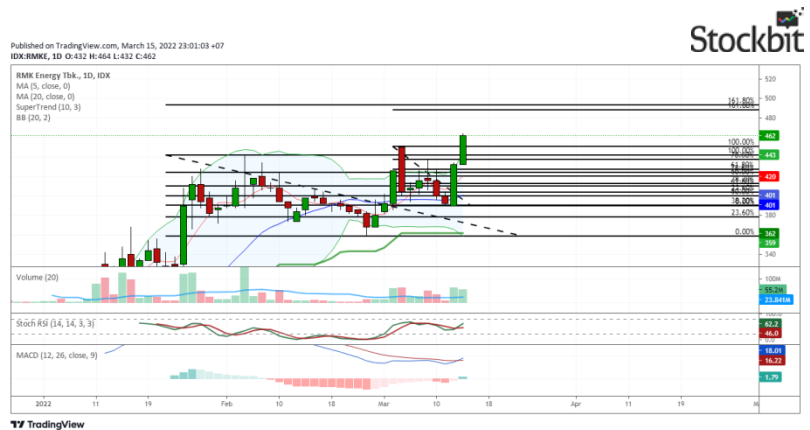 Stockbit
Published on TradingView.com, March 15, 2022 23:01:03 +07
IDX:RMKE, 1D O:432 H:464 L:432 C:462
RMK Energy Tbk., 1D, IDX
MA (5, close, 0)
MA (20, close, 0)
SuperTrend (10, 3)
BB (20, 2)
520
500
480
462
443
420
401
401
380
362
359
340
161.80%
100.00%
100.00%
23.60%
0.00%
Volume (20)
100M
55.2M
23.841M
Stoch RSI (14, 14, 3, 3)
62.2
46.0
MACD (12, 26, close, 9)
18.01
16.22
1.79
2022 11 19 Feb 10 18 Mar 10 18 Apr 11 19
TradingView